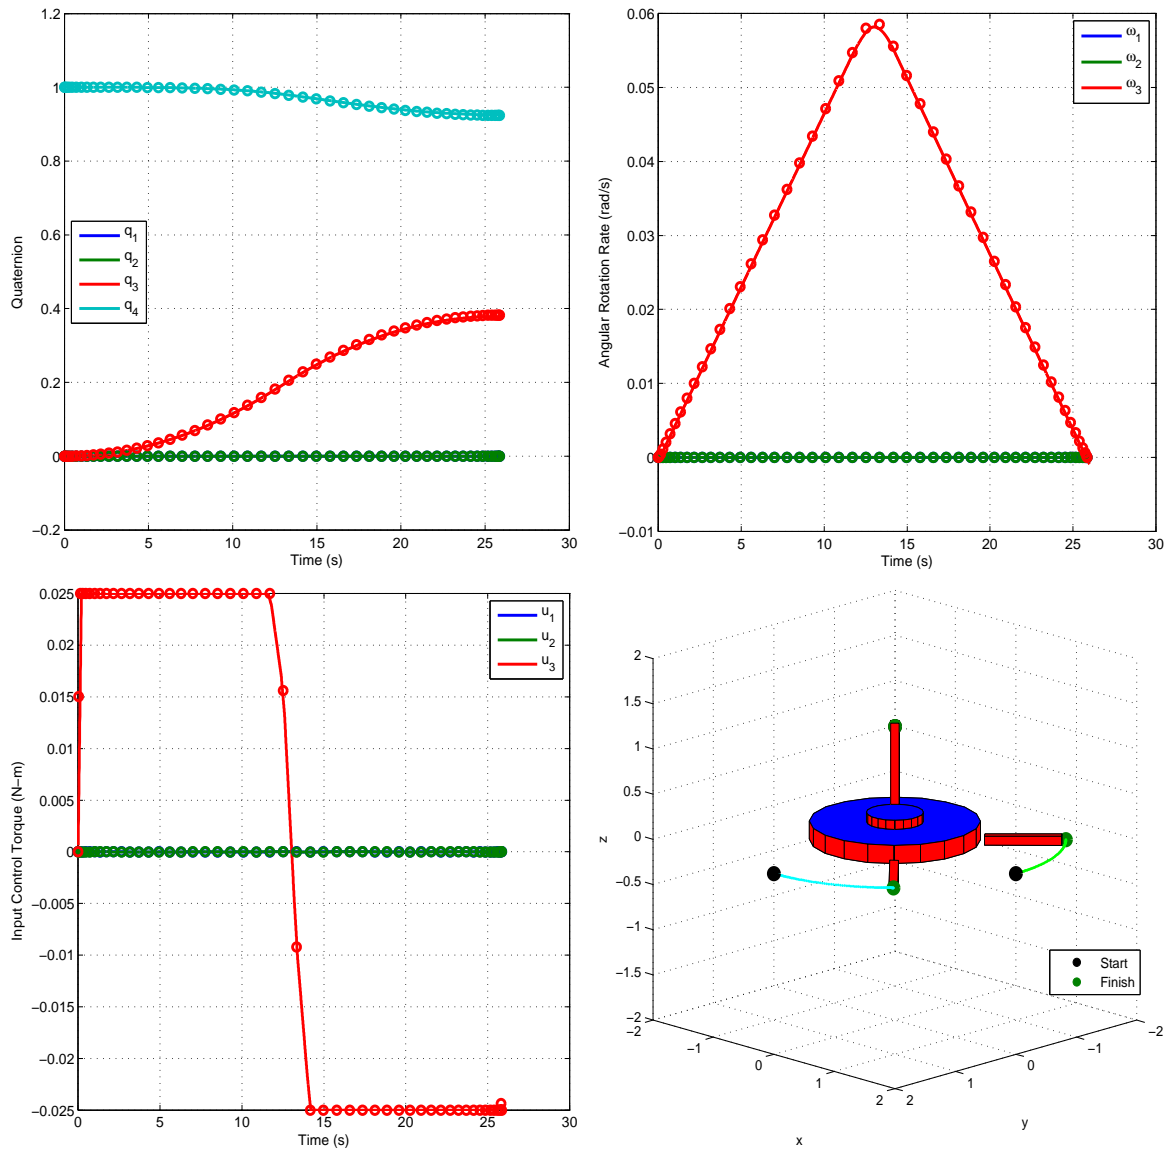 1.2
1
0.8
0.6
0.4
0.2
0
−0.2
Quaternion
q1
q2
q3
q4
0 5 10 15 20 25 30
Time (s)
0.06
0.05
0.04
0.03
0.02
0.01
0
−0.01
Angular Rotation Rate (rad/s)
ω1
ω2
ω3
0 5 10 15 20 25 30
Time (s)
0.025
0.02
0.015
0.01
0.005
0
−0.005
−0.01
−0.015
−0.02
−0.025
Input Control Torque (N−m)
u1
u2
u3
0 5 10 15 20 25 30
Time (s)
2
1.5
1
0.5
0
−0.5
−1
−1.5
−2
z
Start
Finish
−2 −1 0 1 2
x
2 1 0 −1 −2
y